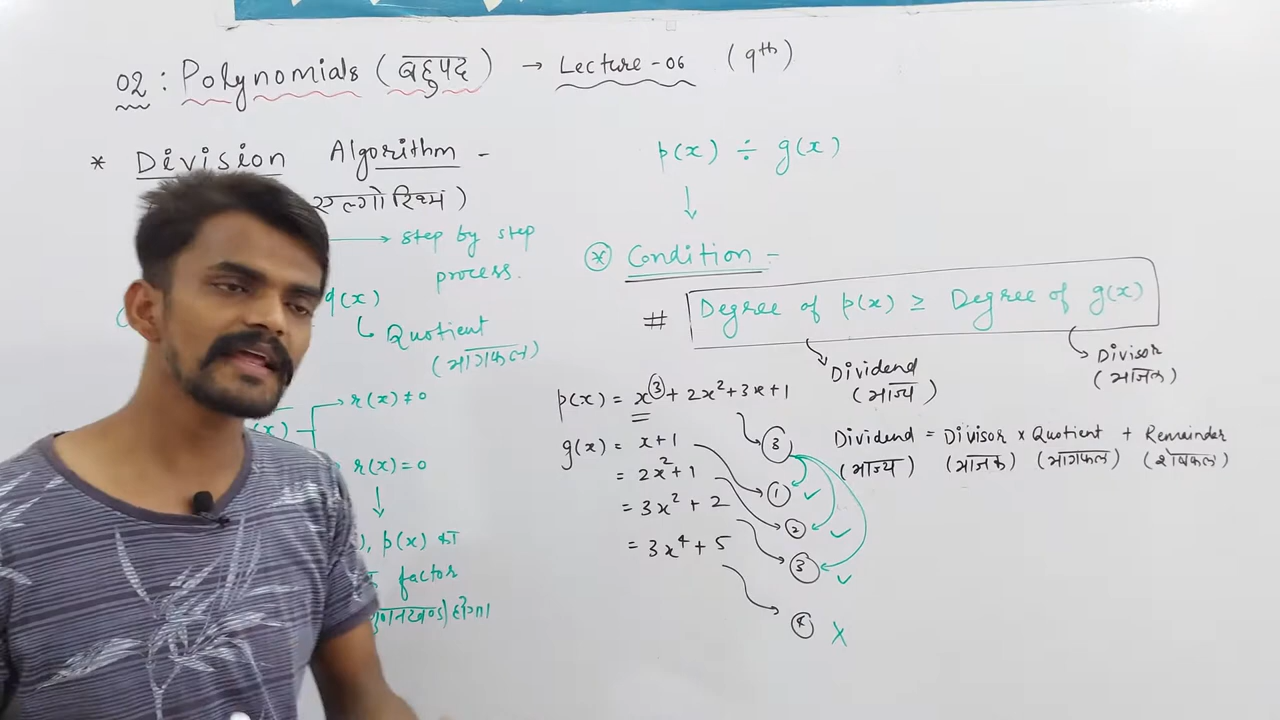 02 : Polynomials (बहुपद) → Lecture-06 (9th)
* Division Algorithm -
एल्गोरिथ्म)
→ step by step
process.
q(x)
Quotient
(भागफल)
(x)
r(x) ≠ 0
r(x) = 0
), p(x) का
factor
गुणनखण्ड) होगा
p(x) ÷ g(x)
↓
* Condition -
# Degree of p(x) ≥ Degree of g(x)
Dividend
(भाज्य)
Divisor
(भाजक)
p(x) = x³ + 2x² + 3x + 1
g(x) = x+1
= 2x²+1
= 3x² + 2
= 3x⁴ + 5
3
1 ✓
2 ✓
3 ✓
4 X
Dividend = Divisor × Quotient + Remainder
(भाज्य) (भाजक) (भागफल) (शेषफल)